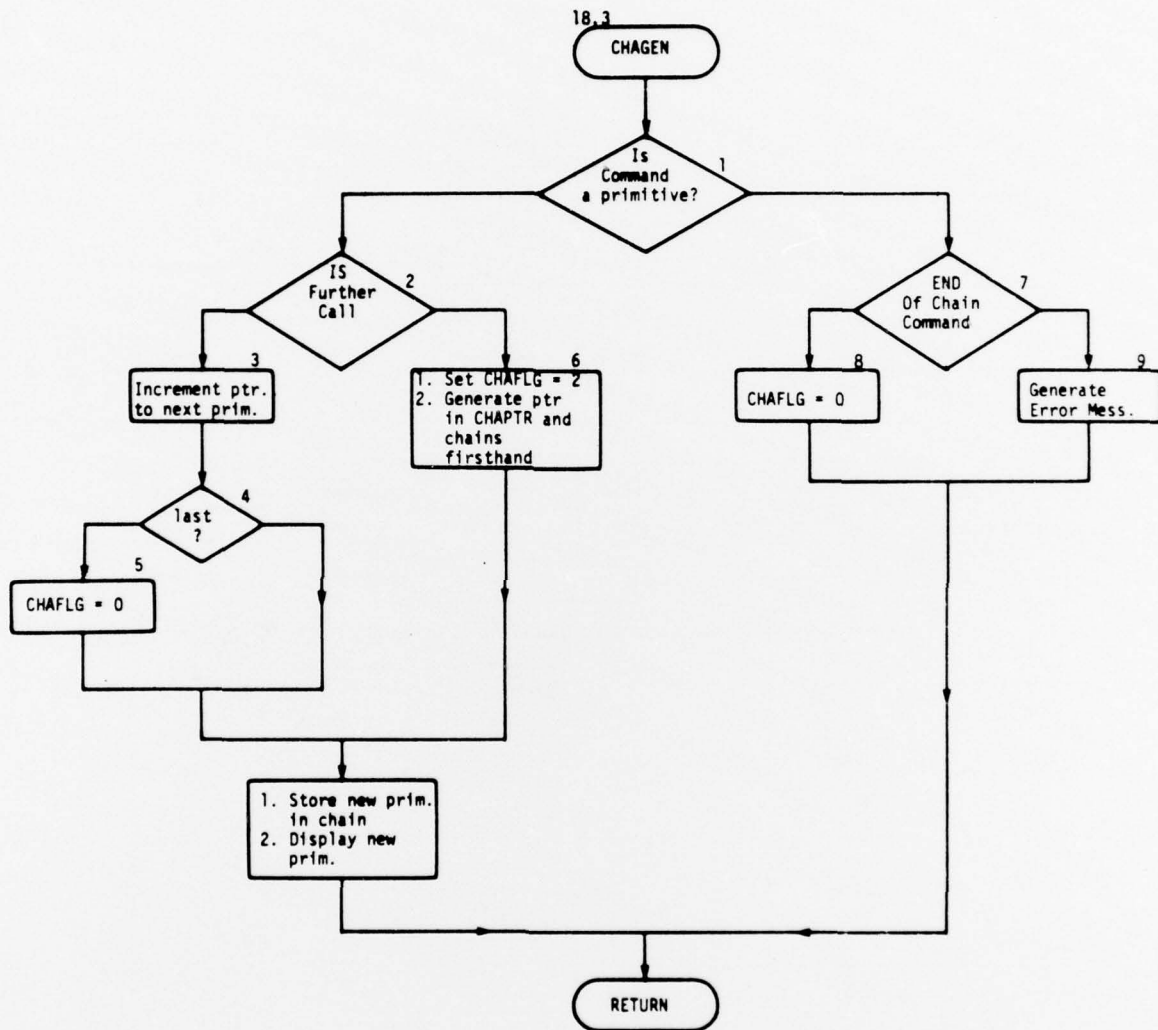 18.3
CHAGEN
Is
Command
a primitive?
1
IS
Further
Call
2
END
Of Chain
Command
7
3
Increment ptr.
to next prim.
6
1. Set CHAFLG = 2
2. Generate ptr
in CHAPTR and
chains
firsthand
8
CHAFLG = 0
9
Generate
Error Mess.
last
?
4
5
CHAFLG = 0
1. Store new prim.
in chain
2. Display new
prim.
RETURN